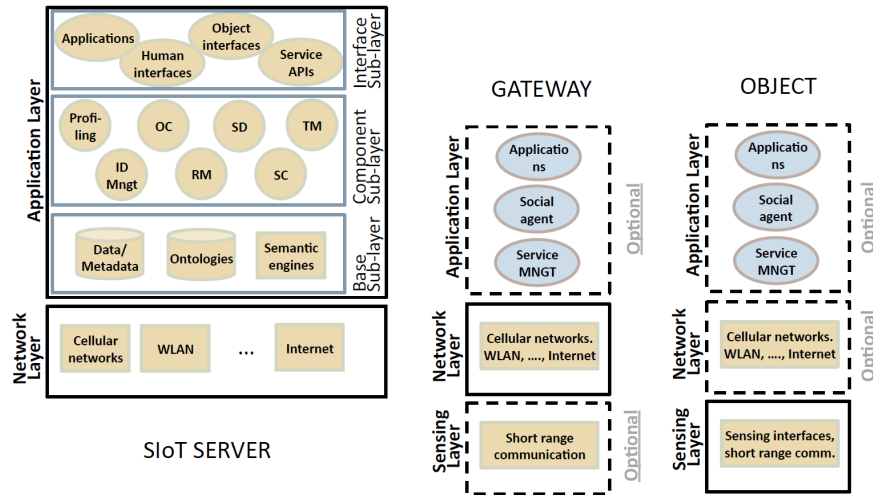 Applications
Human
interfaces
Object
interfaces
Service
APIs
Interface
Sub-layer
Profi-
ling
OC
SD
TM
ID
Mngt
RM
SC
Component
Sub-layer
Data/
Metadata
Ontologies
Semantic
engines
Base
Sub-layer
Application Layer
Cellular
networks
WLAN
...
Internet
Network
Layer
SIoT SERVER
GATEWAY
Applicatio
ns
Social
agent
Service
MNGT
Application Layer
Optional
Cellular networks.
WLAN, ...., Internet
Network
Layer
Short range
communication
Sensing
Layer
Optional
OBJECT
Applicatio
ns
Social
agent
Service
MNGT
Application Layer
Optional
Cellular networks.
WLAN, ...., Internet
Network
Layer
Optional
Sensing interfaces,
short range comm.
Sensing
Layer